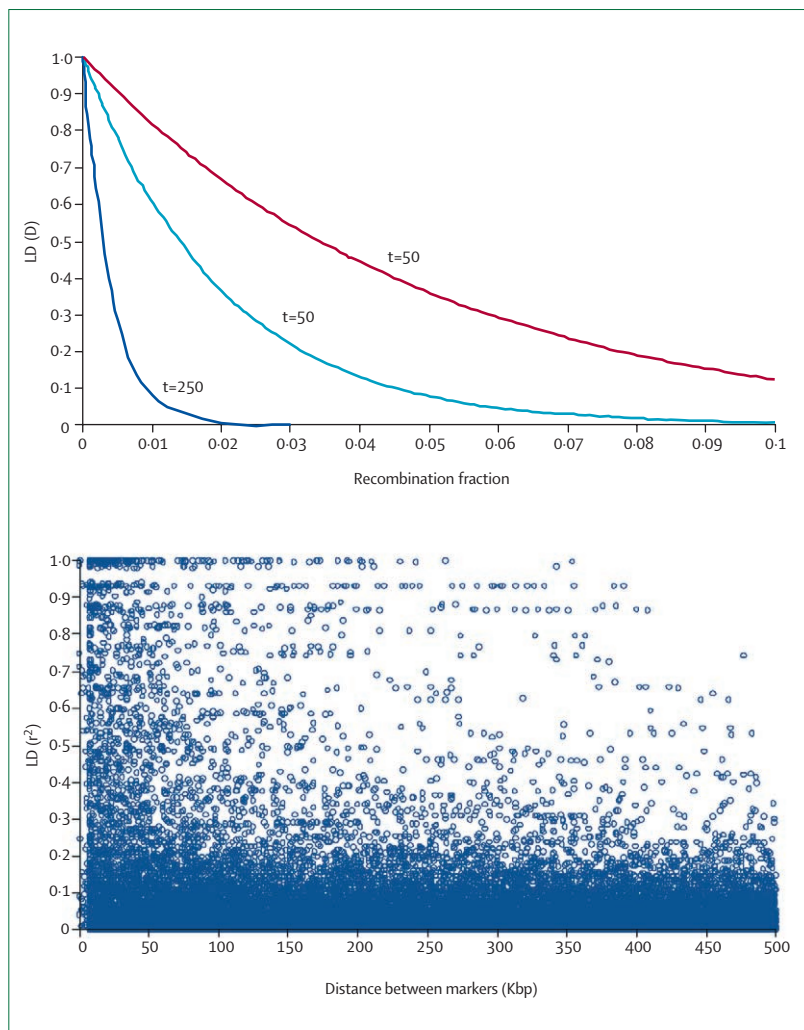 1·0
0·9
0·8
0·7
0·6
0·5
0·4
0·3
0·2
0·1
0
LD (D)
t=50
t=50
t=250
0 0·01 0·02 0·03 0·04 0·05 0·06 0·07 0·08 0·09 0·1
Recombination fraction
1·0
0·9
0·8
0·7
0·6
0·5
0·4
0·3
0·2
0·1
0
LD (r²)
0 50 100 150 200 250 300 350 400 450 500
Distance between markers (Kbp)